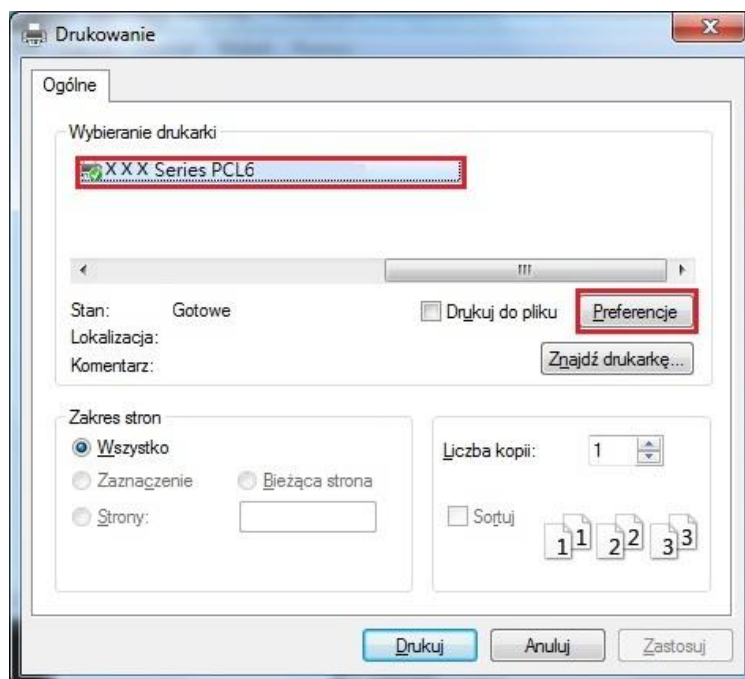 Drukowanie
Ogólne
Wybieranie drukarki
X X X Series PCL6
Stan: Gotowe
Drukuj do pliku
Preferencje
Lokalizacja:
Komentarz:
Znajdź drukarkę...
Zakres stron
Wszystko
Zaznaczenie
Bieżąca strona
Strony:
Liczba kopii: 1
Sortuj
1 1 2 2 3 3
Drukuj
Anuluj
Zastosuj